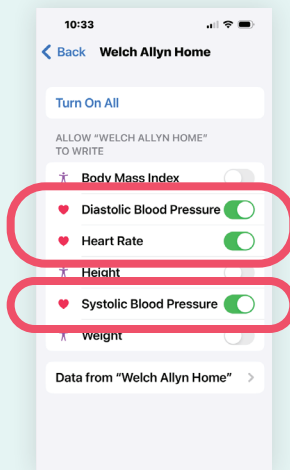 10:33
Back Welch Allyn Home
Turn On All
ALLOW “WELCH ALLYN HOME”
TO WRITE
Body Mass Index
Diastolic Blood Pressure
Heart Rate
Height
Systolic Blood Pressure
Weight
Data from “Welch Allyn Home”